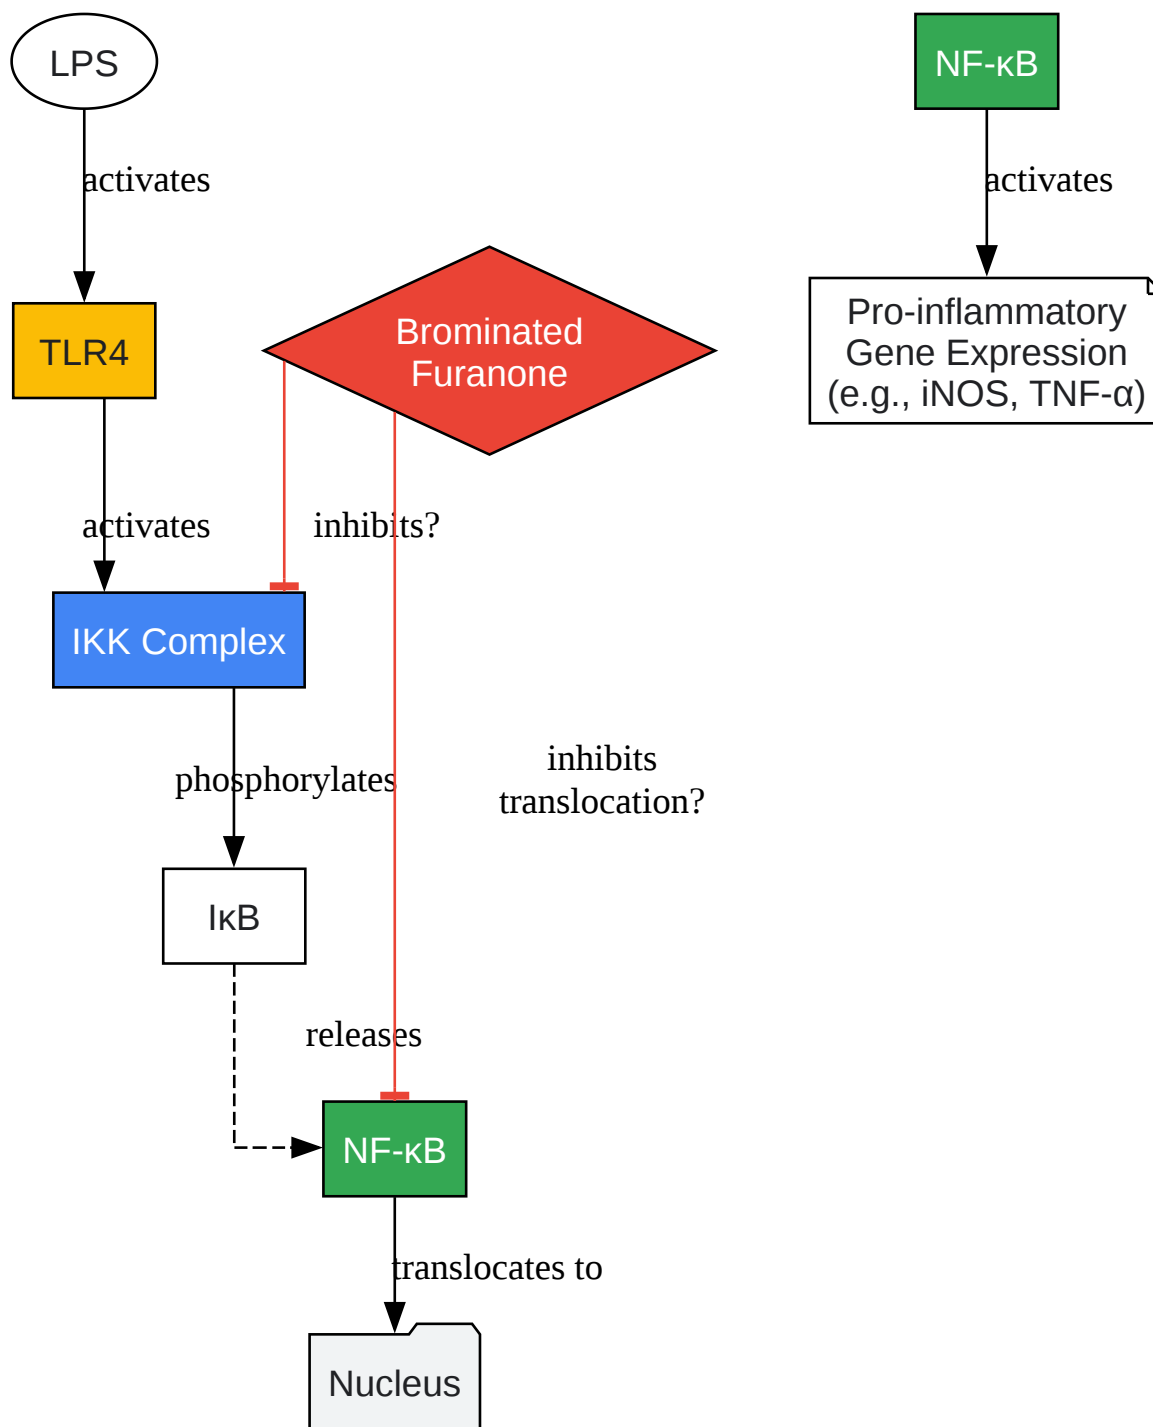 LPS
NF-κB
activates
activates
TLR4
Brominated
Furanone
Pro-inflammatory
Gene Expression
(e.g., iNOS, TNF-α)
activates
inhibits?
IKK Complex
phosphorylates
inhibits
translocation?
IκB
releases
NF-κB
translocates to
Nucleus